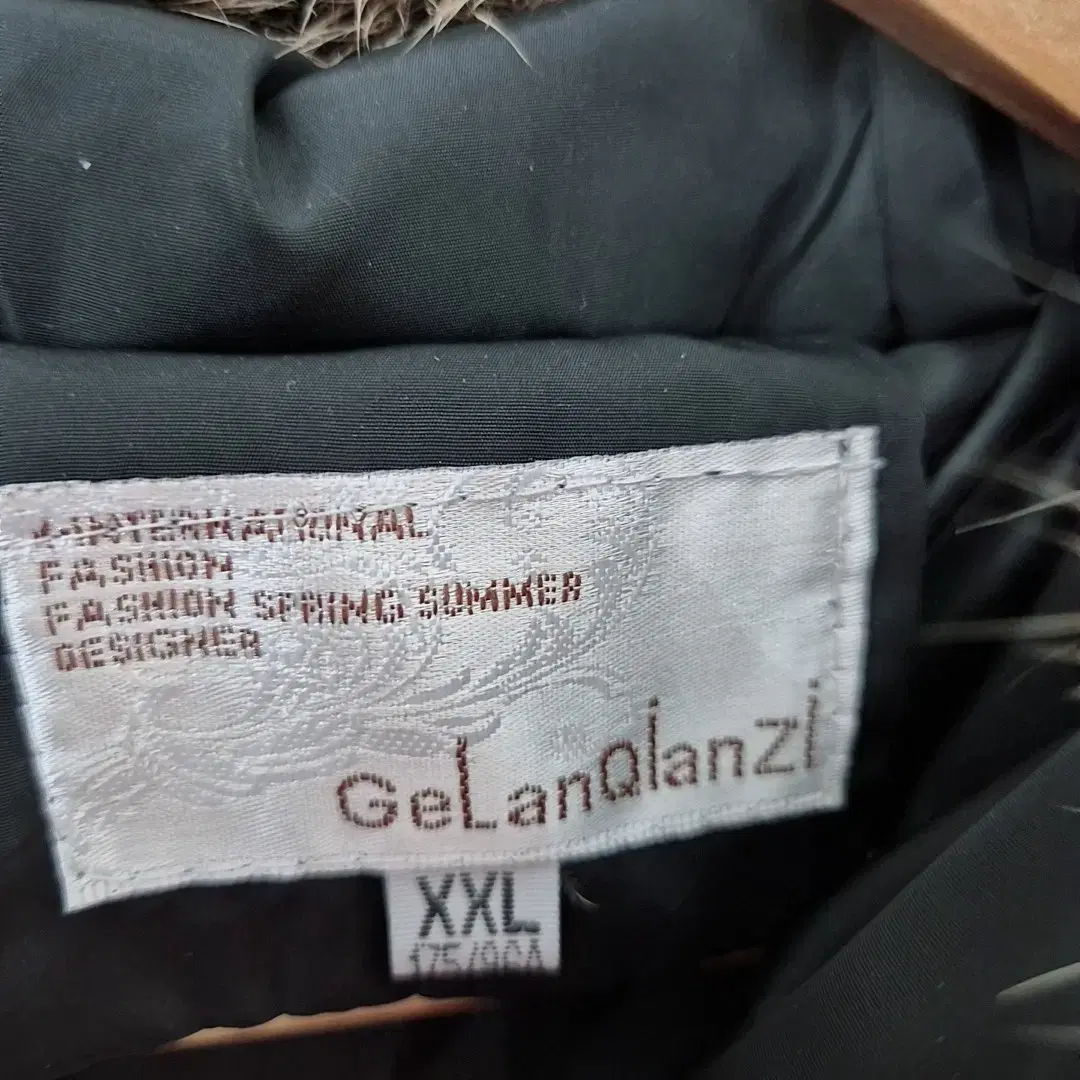 INTERNATIONAL
FASHION
FASHION SPRING SUMMER
DESIGNER
GeLanQianZi
XXL
175/96A